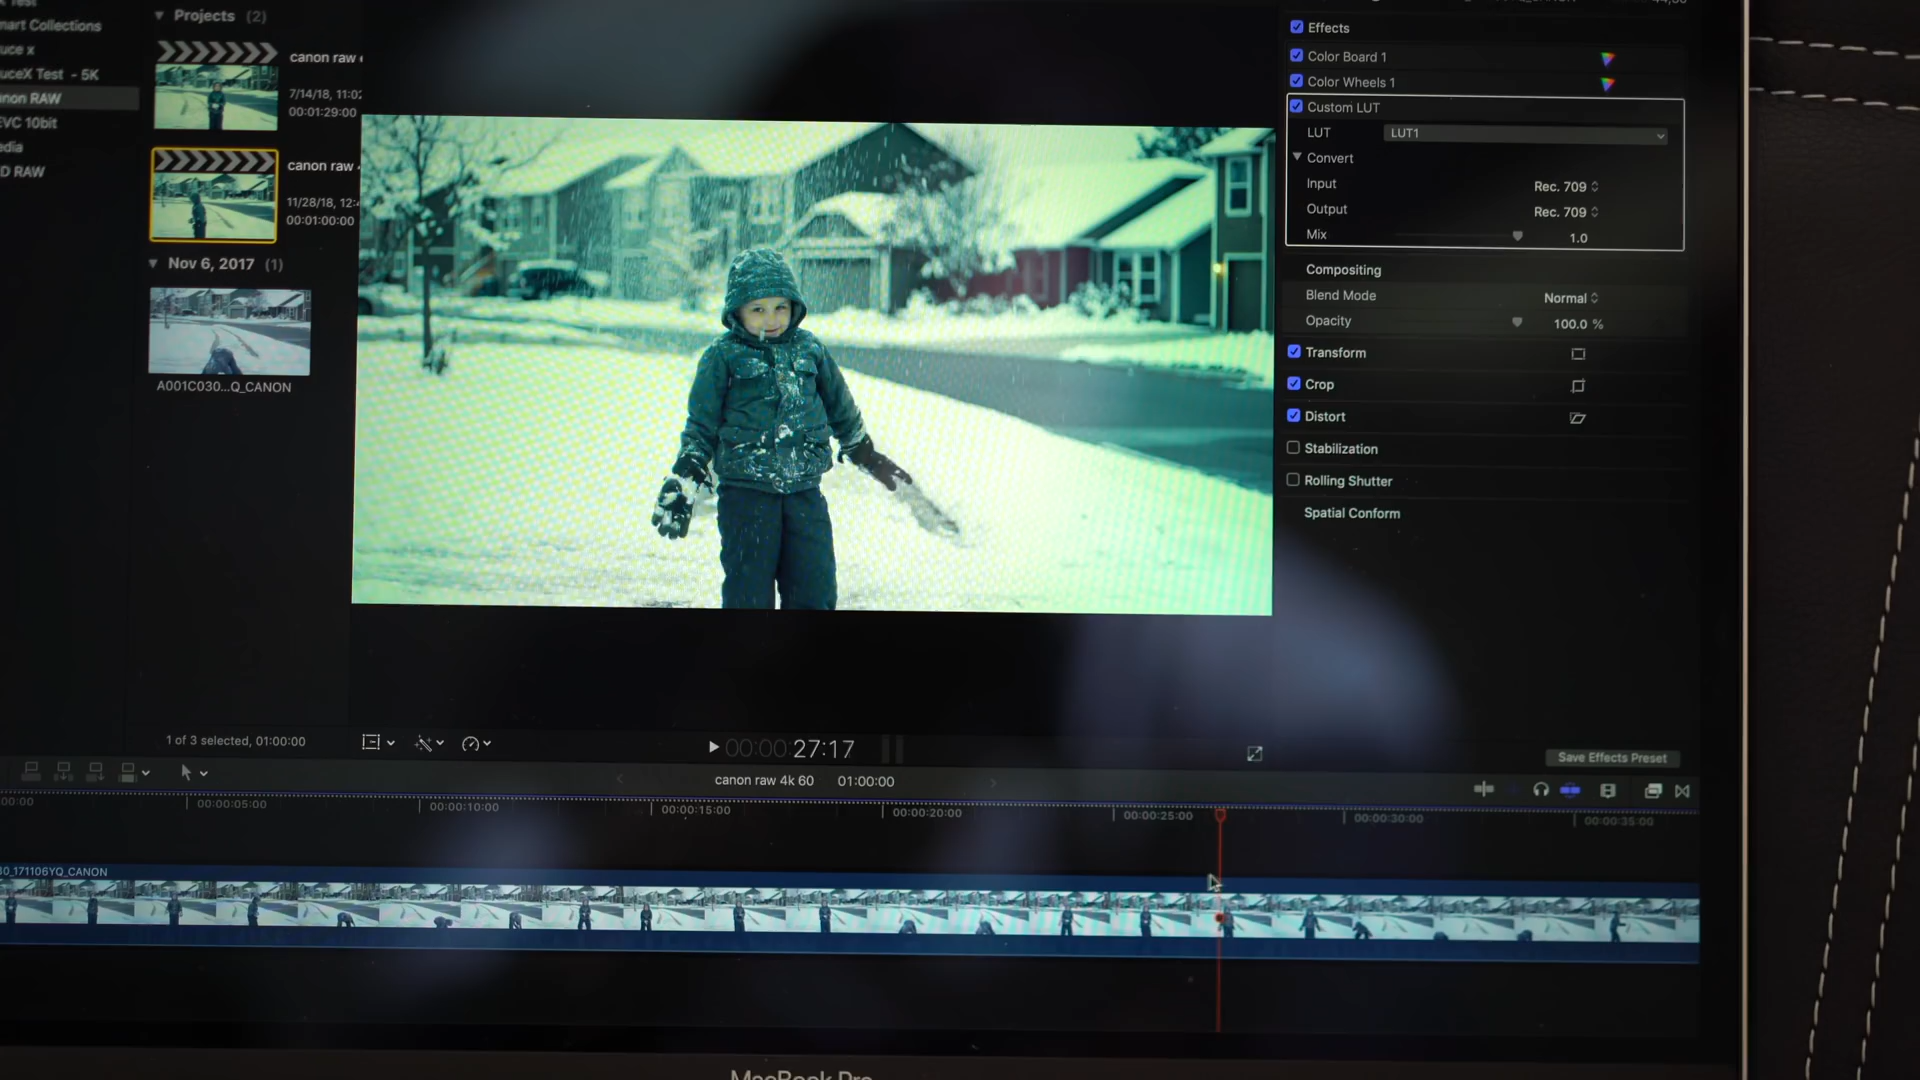 Test
mart Collections
uce x
uceX Test - 5K
non RAW
EVC 10bit
edia
D RAW
Projects (2)
canon raw
7/14/18, 11:02
00:01:29:00
canon raw
11/28/18, 12:
00:01:00:00
Nov 6, 2017 (1)
A001C030...Q_CANON
1 of 3 selected, 01:00:00
Effects
Color Board 1
Color Wheels 1
Custom LUT
LUT LUT1
Convert
Input Rec. 709
Output Rec. 709
Mix 1.0
Compositing
Blend Mode Normal
Opacity 100.0 %
Transform
Crop
Distort
Stabilization
Rolling Shutter
Spatial Conform
00:00:27:17
Save Effects Preset
canon raw 4k 60 01:00:00
00:00 00:00:05:00 00:00:10:00 00:00:15:00 00:00:20:00 00:00:25:00 00:00:30:00 00:00:35:00
30_171106YQ_CANON
MacBook Pro